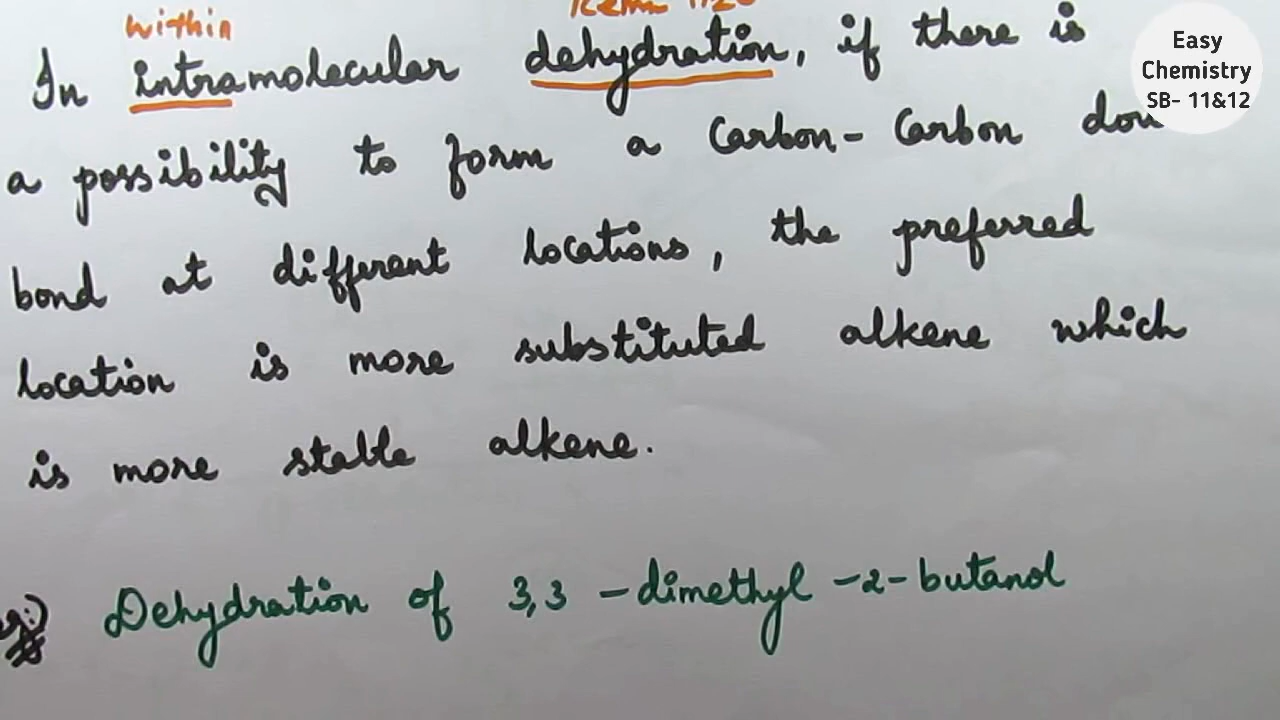 within
In intramolecular dehydration, if there is
a possibility to form a carbon-carbon
bond at different locations, the preferred
location is more substituted alkene which
is more stable alkene.
Dehydration of 3,3-dimethyl-2-butanol
Easy
Chemistry
SB- 11&12